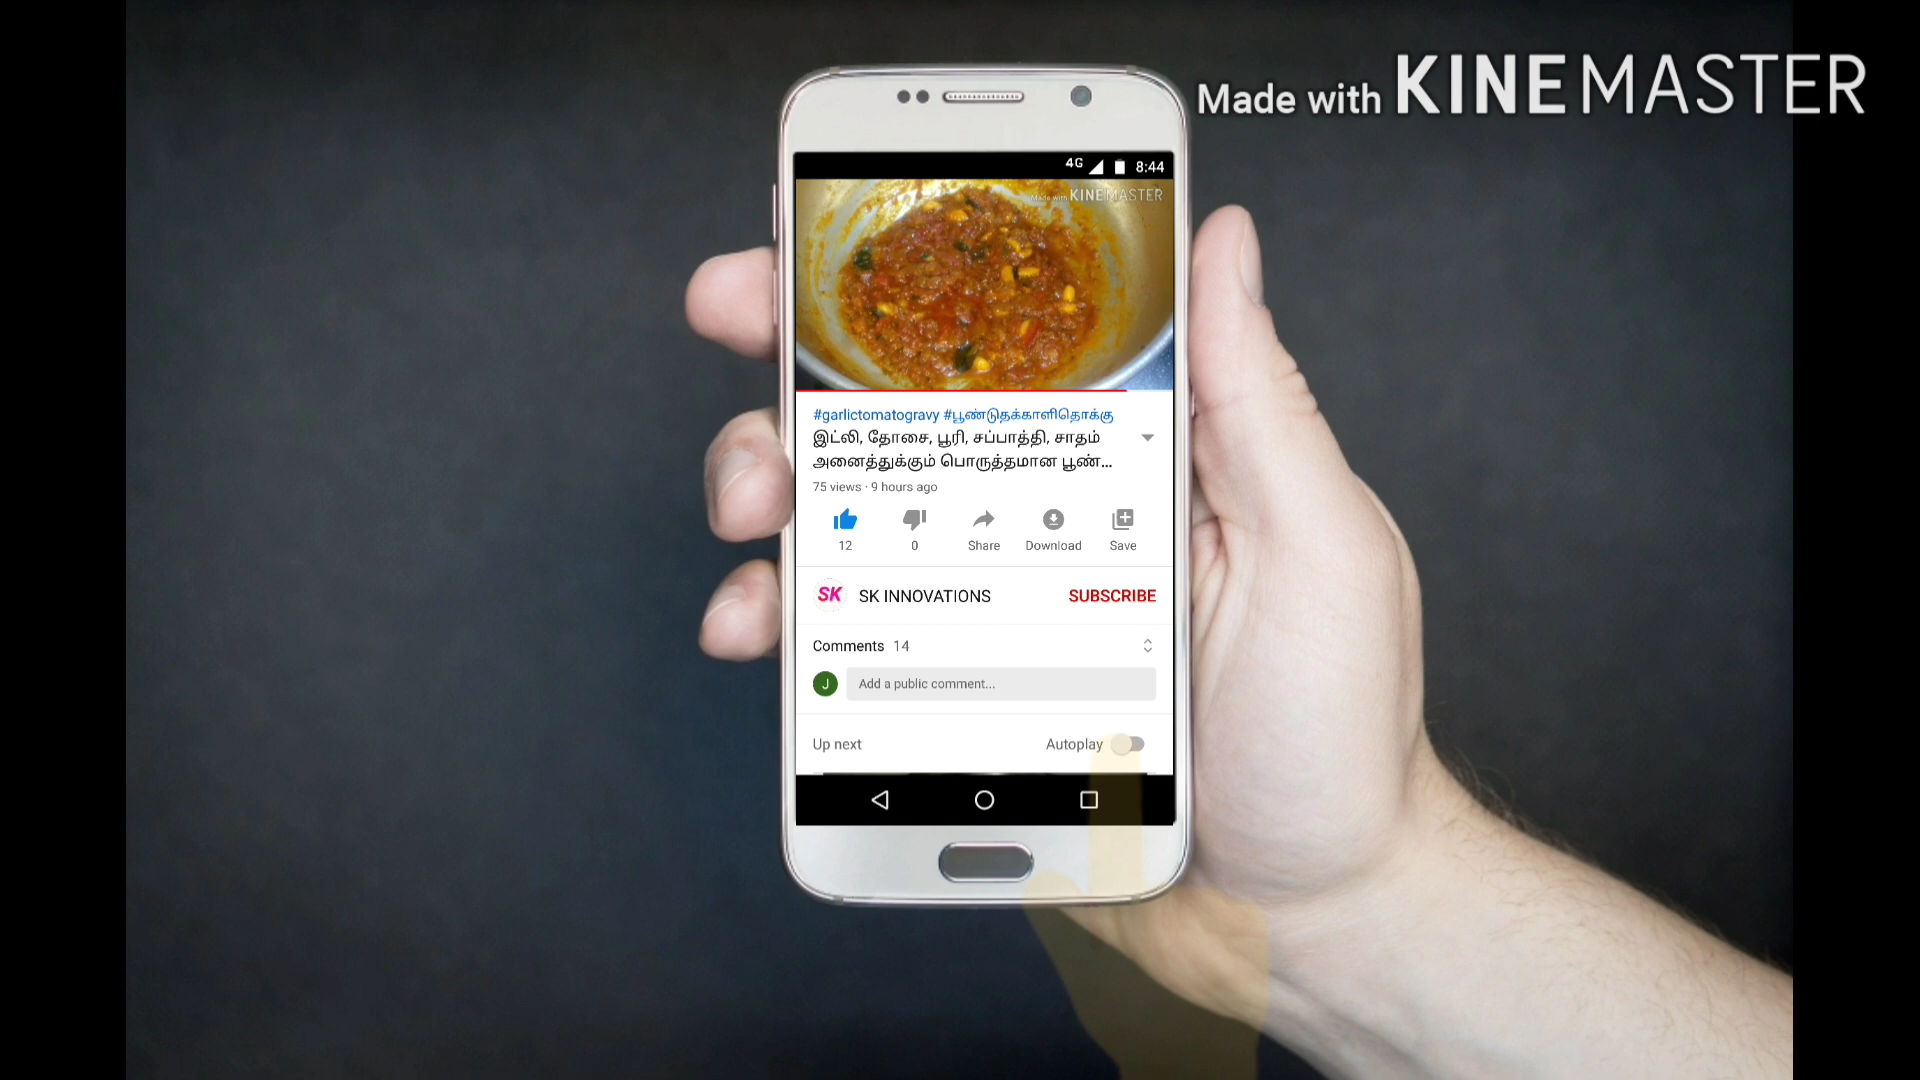 Made with KINEMASTER
4G 8:44
Made with KINEMASTER
#garlictomatogravy #பூண்டுதக்காளிதொக்கு
இட்லி, தோசை, பூரி, சப்பாத்தி, சாதம்
அனைத்துக்கும் பொருத்தமான பூண்...
75 views · 9 hours ago
12 0 Share Download Save
SK SK INNOVATIONS SUBSCRIBE
Comments 14
J Add a public comment...
Up next Autoplay